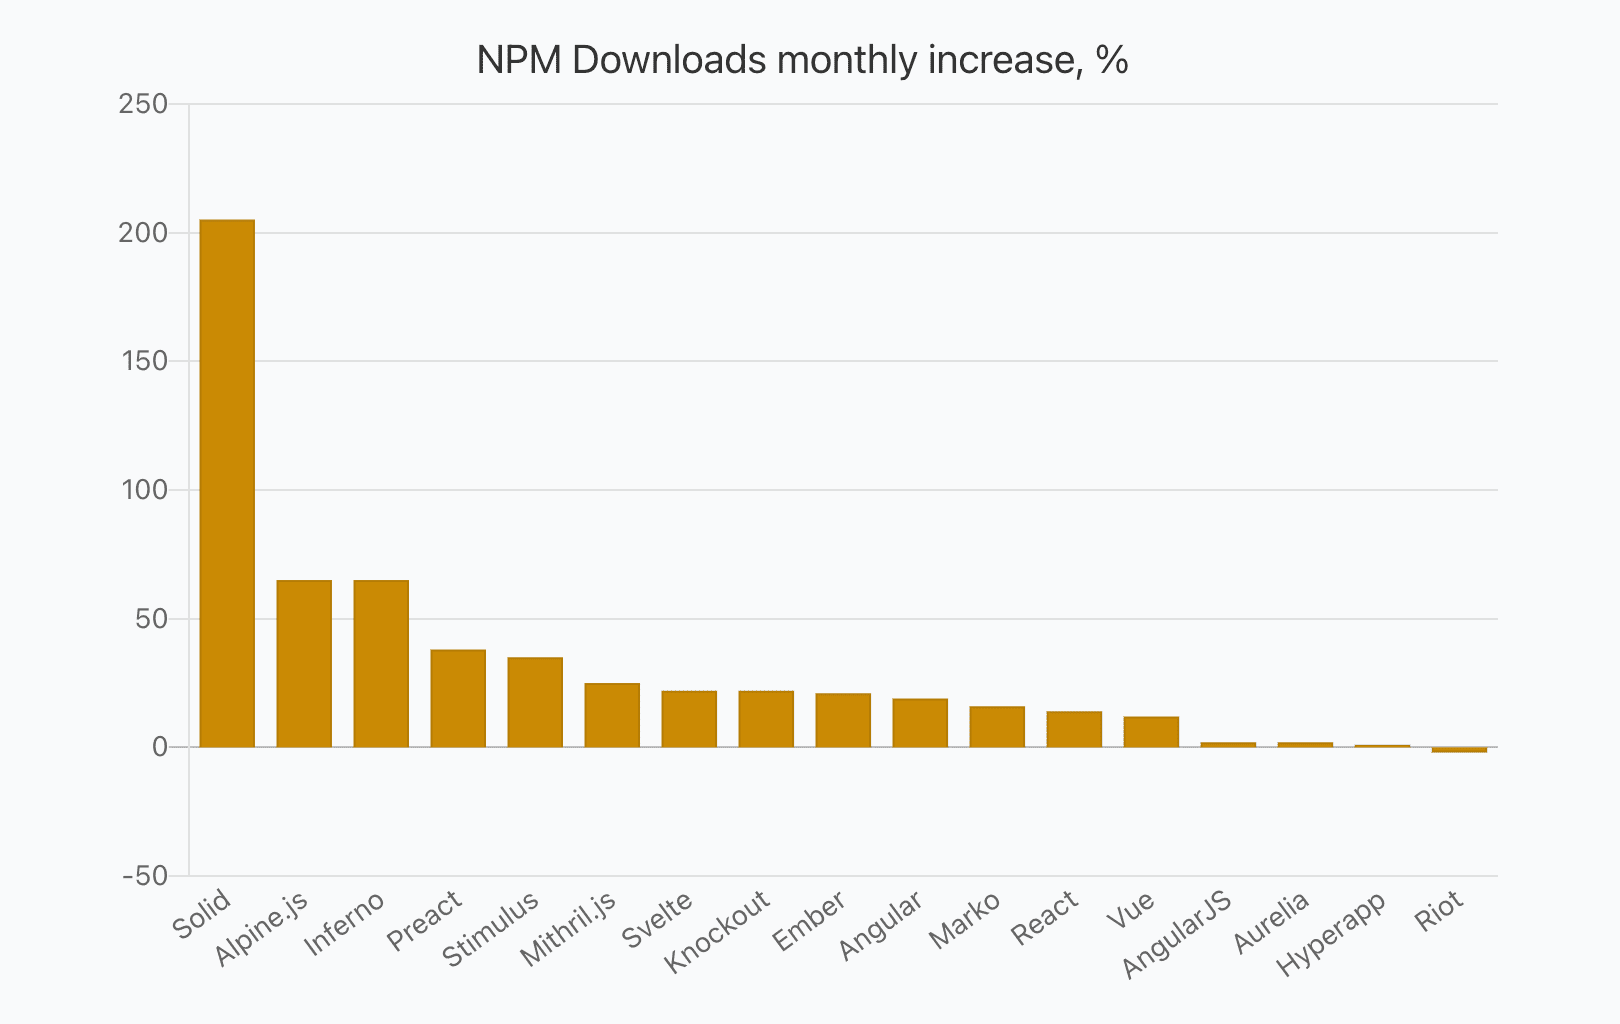 NPM Downloads monthly increase, %
250
200
150
100
50
0
-50
Solid
Alpine.js
Inferno
Preact
Stimulus
Mithril.js
Svelte
Knockout
Ember
Angular
Marko
React
Vue
AngularJS
Aurelia
Hyperapp
Riot